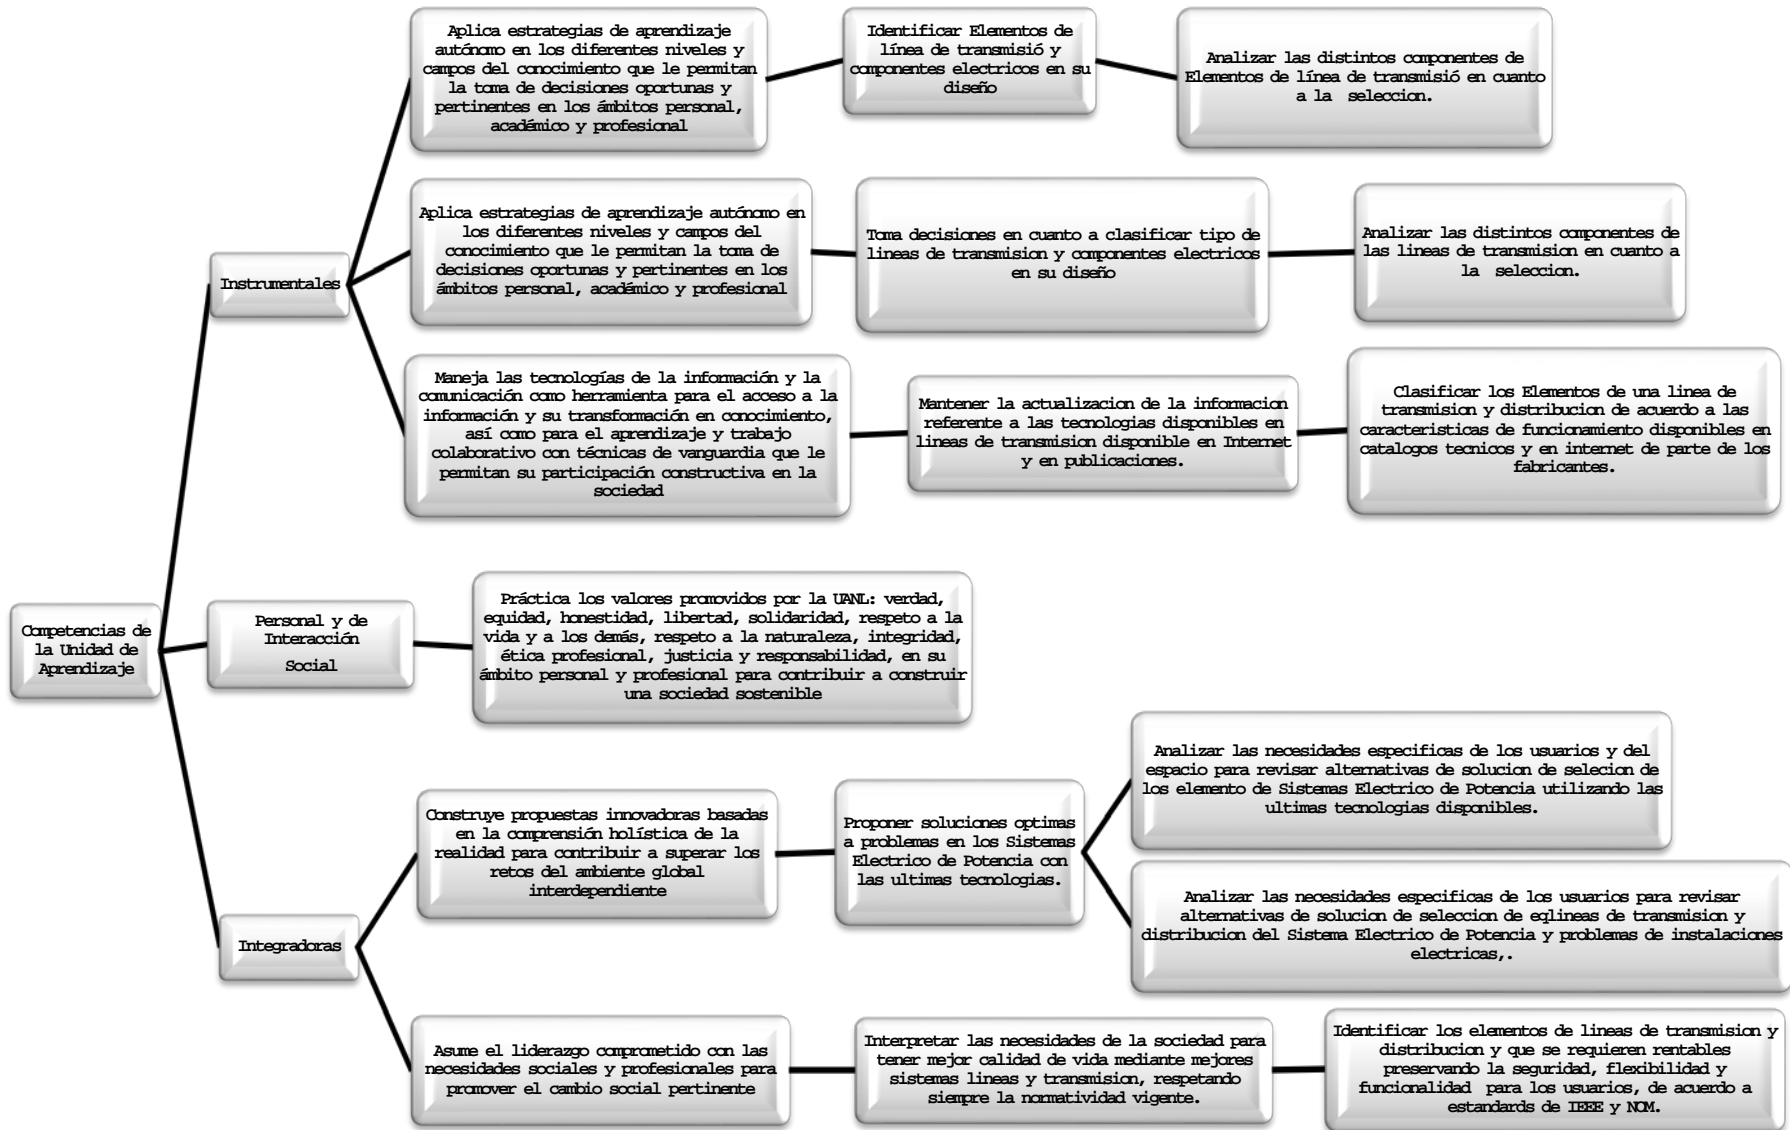 Competencias de
la Unidad de
Aprendizaje
Instrumentales
Aplica estrategias de aprendizaje
autónomo en los diferentes niveles y
campos del conocimiento que le permitan
la toma de decisiones oportunas y
pertinentes en los ámbitos personal,
académico y profesional
Identificar Elementos de
línea de transmisió y
componentes electricos en su
diseño
Analizar las distintos componentes de
Elementos de línea de transmisió en cuanto
a la  seleccion.
Aplica estrategias de aprendizaje autónomo en
los diferentes niveles y campos del
conocimiento que le permitan la toma de
decisiones oportunas y pertinentes en los
ámbitos personal, académico y profesional
Toma decisiones en cuanto a clasificar tipo de
lineas de transmision y componentes electricos
en su diseño
Analizar las distintos componentes de
las lineas de transmision en cuanto a
la  seleccion.
Maneja las tecnologías de la información y la
comunicación como herramienta para el acceso a la
información y su transformación en conocimiento,
así como para el aprendizaje y trabajo
colaborativo con técnicas de vanguardia que le
permitan su participación constructiva en la
sociedad
Mantener la actualizacion de la informacion
referente a las tecnologias disponibles en
lineas de transmision disponible en Internet
y en publicaciones.
Clasificar los Elementos de una linea de
transmision y distribucion de acuerdo a las
caracteristicas de funcionamiento disponibles en
catalogos tecnicos y en internet de parte de los
fabricantes.
Personal y de
Interacción
Social
Práctica los valores promovidos por la UANL: verdad,
equidad, honestidad, libertad, solidaridad, respeto a la
vida y a los demás, respeto a la naturaleza, integridad,
ética profesional, justicia y responsabilidad, en su
ámbito personal y profesional para contribuir a construir
una sociedad sostenible
Integradoras
Construye propuestas innovadoras basadas
en la comprensión holística de la
realidad para contribuir a superar los
retos del ambiente global
interdependiente
Proponer soluciones optimas
a problemas en los Sistemas
Electrico de Potencia con
las ultimas tecnologias.
Analizar las necesidades especificas de los usuarios y del
espacio para revisar alternativas de solucion de selecion de
los elemento de Sistemas Electrico de Potencia utilizando las
ultimas tecnologias disponibles.
Analizar las necesidades especificas de los usuarios para revisar
alternativas de solucion de seleccion de eqlineas de transmision y
distribucion del Sistema Electrico de Potencia y problemas de instalaciones
electricas,.
Asume el liderazgo comprometido con las
necesidades sociales y profesionales para
promover el cambio social pertinente
Interpretar las necesidades de la sociedad para
tener mejor calidad de vida mediante mejores
sistemas lineas y transmision, respetando
siempre la normatividad vigente.
Identificar los elementos de lineas de transmision y
distribucion y que se requieren rentables
preservando la seguridad, flexibilidad y
funcionalidad  para los usuarios, de acuerdo a
estandards de IEEE y NOM.